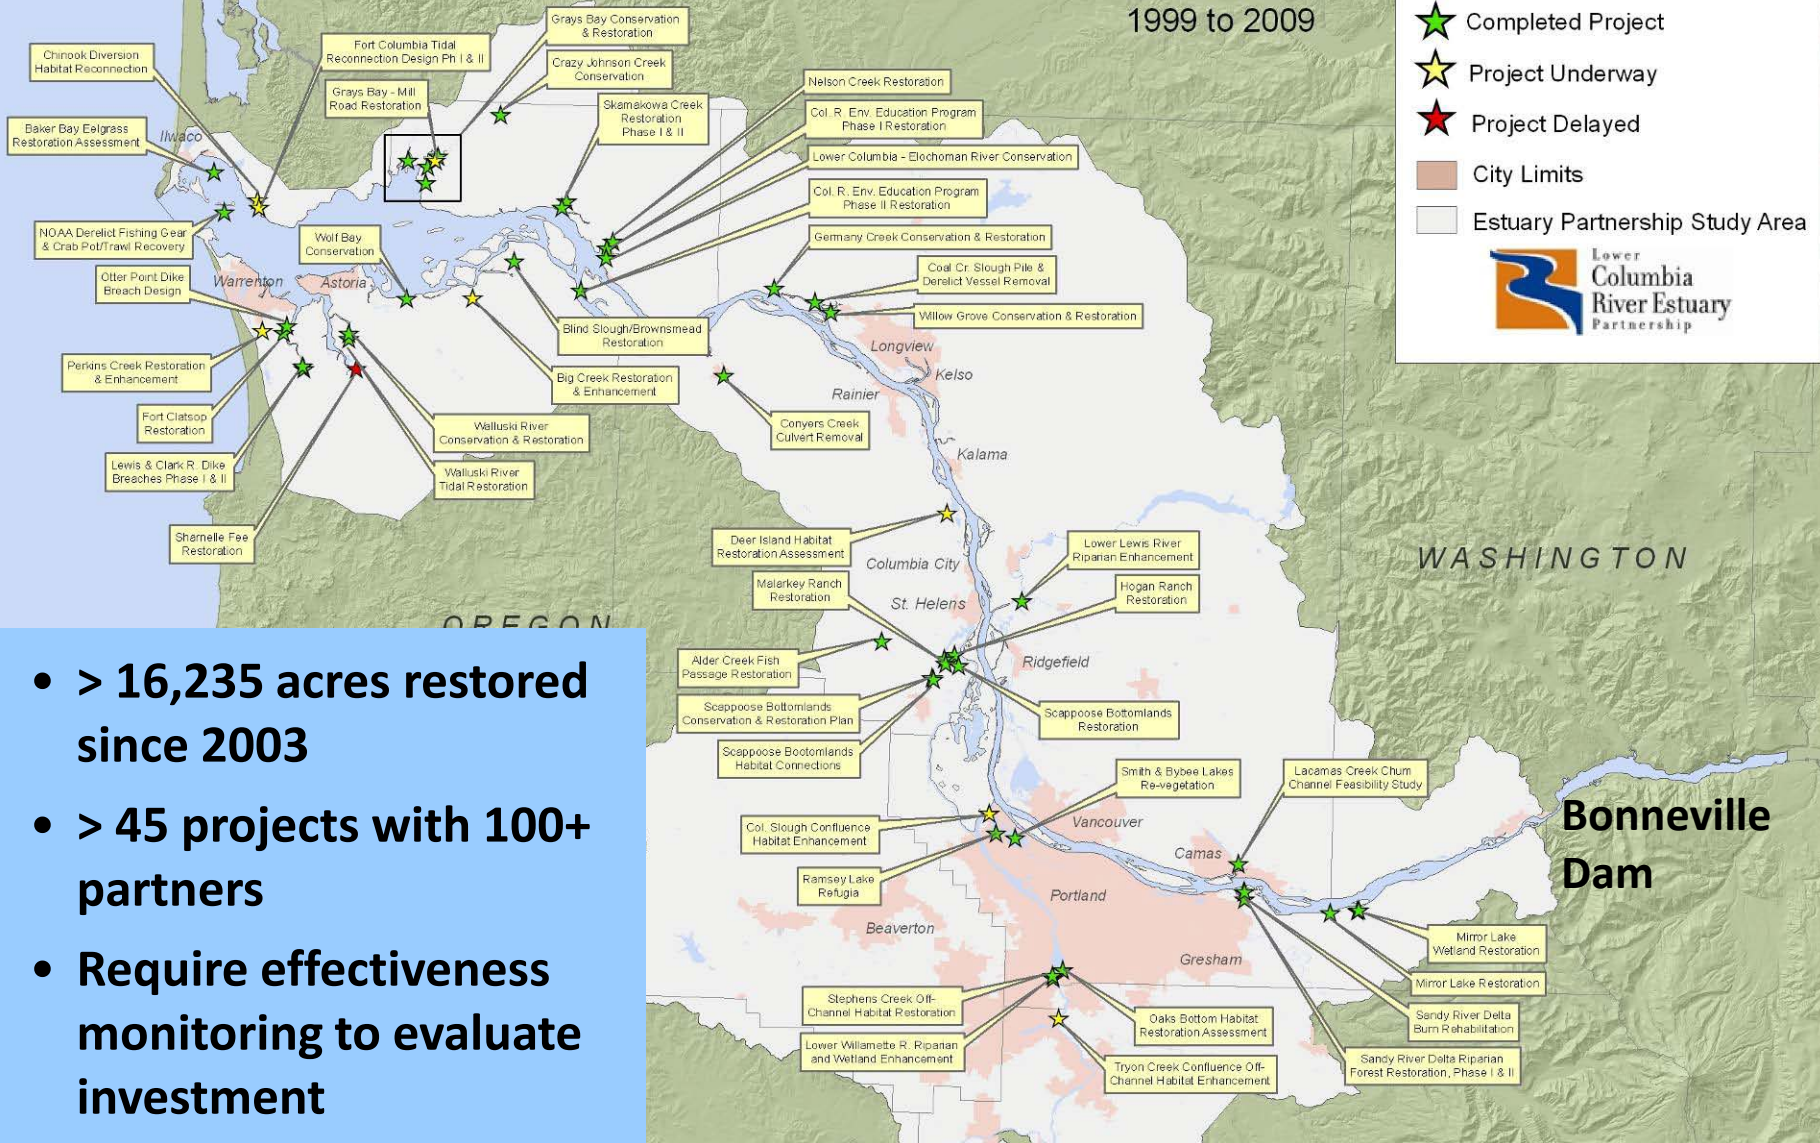 1999 to 2009
Completed Project
Project Underway
Project Delayed
City Limits
Estuary Partnership Study Area
Lower
Columbia
River Estuary
Partnership
Grays Bay Conservation
& Restoration
Chinook Diversion
Habitat Reconnection
Fort Columbia Tidal
Reconnection Design Ph I & II
Crazy Johnson Creek
Conservation
Grays Bay - Mill
Road Restoration
Nelson Creek Restoration
Skamakowa Creek
Restoration
Phase I & II
Col. R. Env. Education Program
Phase I Restoration
Baker Bay Eelgrass
Restoration Assessment
Ilwaco
Lower Columbia - Elochoman River Conservation
Col. R. Env. Education Program
Phase II Restoration
NOAA Derelict Fishing Gear
& Crab Pot/Trawl Recovery
Wolf Bay
Conservation
Germany Creek Conservation & Restoration
Otter Point Dike
Breach Design
Warrenton
Astoria
Coal Cr. Slough Pile &
Derelict Vessel Removal
Willow Grove Conservation & Restoration
Blind Slough/Brownsmead
Restoration
Longview
Kelso
Rainier
Perkins Creek Restoration
& Enhancement
Big Creek Restoration
& Enhancement
Fort Clatsop
Restoration
Walluski River
Conservation & Restoration
Conyers Creek
Culvert Removal
Kalama
Lewis & Clark R. Dike
Breaches Phase I & II
Walluski River
Tidal Restoration
Sharnelle Fee
Restoration
Deer Island Habitat
Restoration Assessment
Lower Lewis River
Riparian Enhancement
WASHINGTON
Columbia City
Malarkey Ranch
Restoration
Hogan Ranch
Restoration
St. Helens
OREGON
Alder Creek Fish
Passage Restoration
Ridgefield
Scappoose Bottomlands
Conservation & Restoration Plan
Scappoose Bottomlands
Restoration
Scappoose Bootomlands
Habitat Connections
Smith & Bybee Lakes
Re-vegetation
Lacamas Creek Chum
Channel Feasibility Study
Col. Slough Confluence
Habitat Enhancement
Vancouver
Bonneville
Dam
Camas
Ramsey Lake
Refugia
Portland
Beaverton
Gresham
Mirror Lake
Wetland Restoration
Mirror Lake Restoration
Stephens Creek Off-
Channel Habitat Restoration
Oaks Bottom Habitat
Restoration Assessment
Sandy River Delta
Burn Rehabilitation
Lower Willamette R. Riparian
and Wetland Enhancement
Tryon Creek Confluence Off-
Channel Habitat Enhancement
Sandy River Delta Riparian
Forest Restoration, Phase I & II
• > 16,235 acres restored
since 2003
• > 45 projects with 100+
partners
• Require effectiveness
monitoring to evaluate
investment